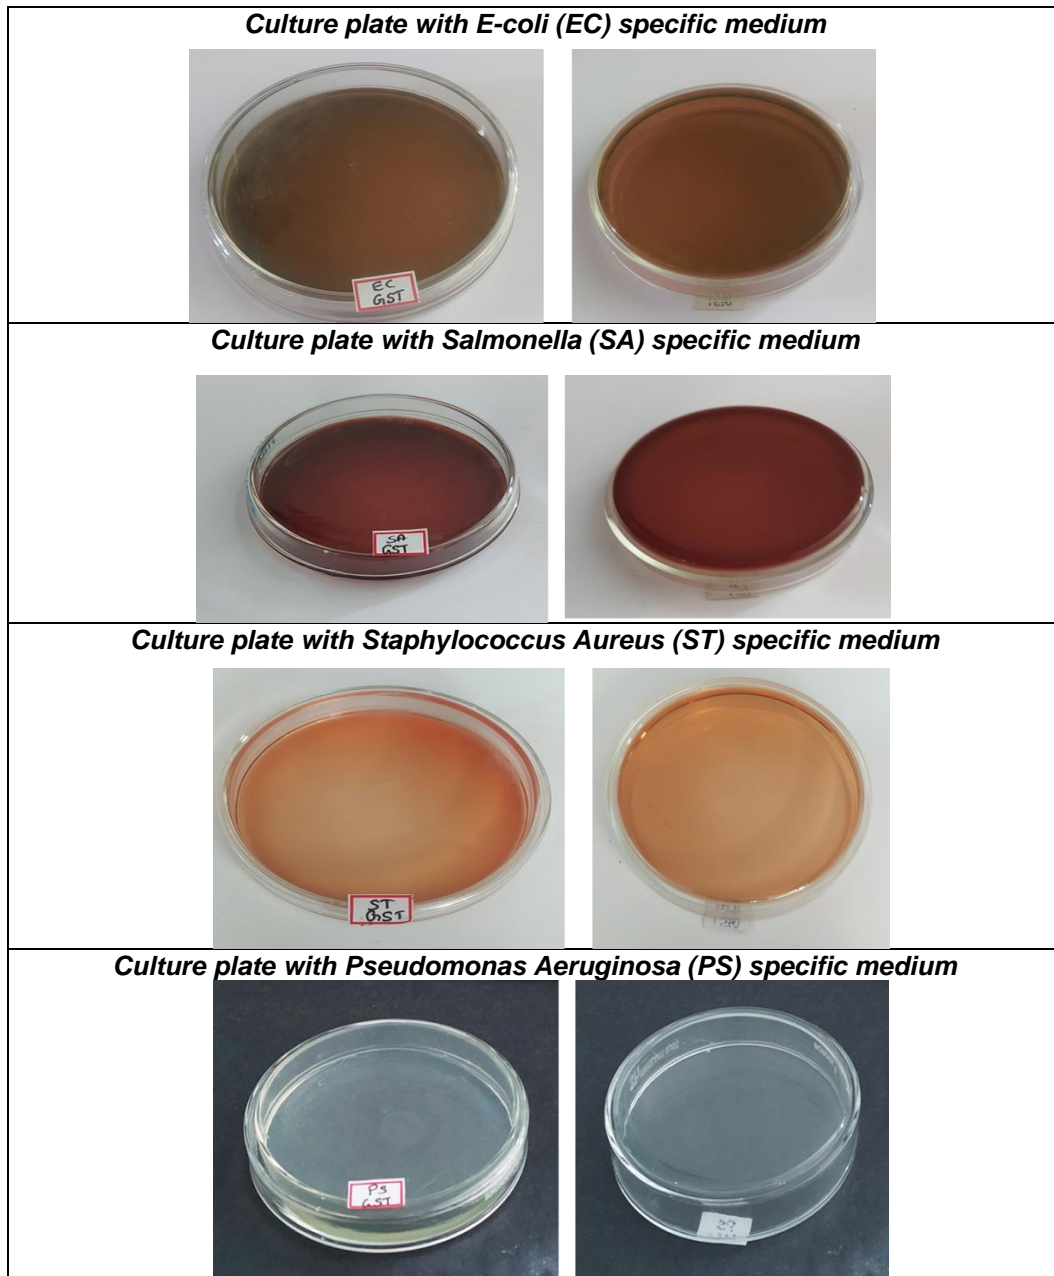 Culture plate with E-coli (EC) specific medium
EC
GST
Culture plate with Salmonella (SA) specific medium
SA
GST
Culture plate with Staphylococcus Aureus (ST) specific medium
ST
GST
Culture plate with Pseudomonas Aeruginosa (PS) specific medium
PS
GST